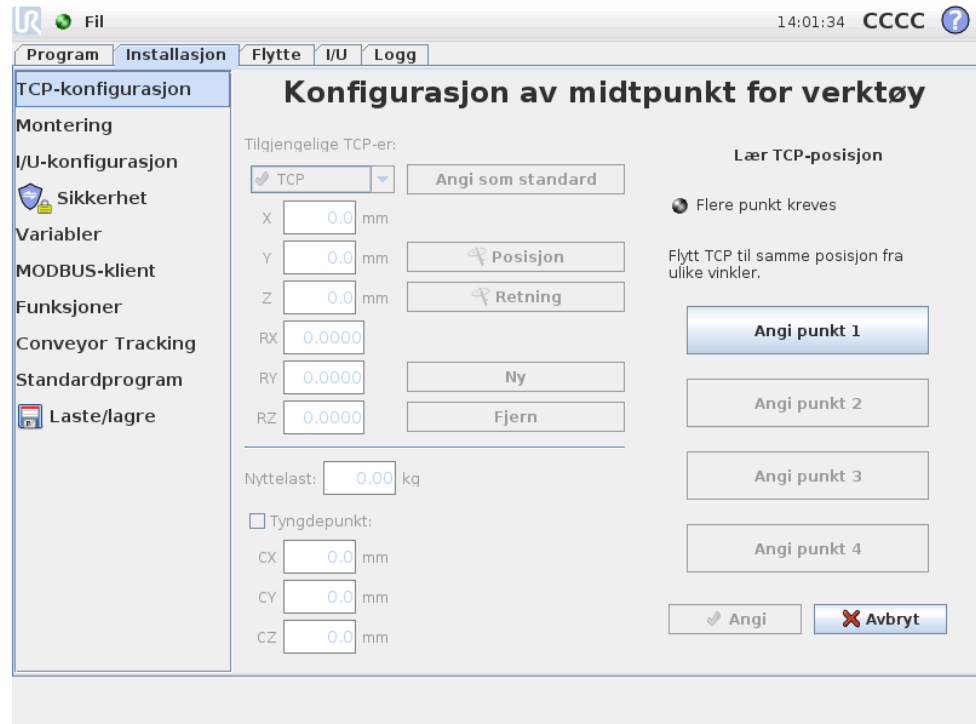 UR Fil 14:01:34 CCCC ?
Program Installasjon Flytte I/U Logg
TCP-konfigurasjon
Montering
I/U-konfigurasjon
Sikkerhet
Variabler
MODBUS-klient
Funksjoner
Conveyor Tracking
Standardprogram
Laste/lagre
Konfigurasjon av midtpunkt for verktøy
Tilgjengelige TCP-er:
TCP Angi som standard
X 0.0 mm
Y 0.0 mm Posisjon
Z 0.0 mm Retning
RX 0.0000
RY 0.0000 Ny
RZ 0.0000 Fjern
Nyttelast: 0.00 kg
Tyngdepunkt:
CX 0.0 mm
CY 0.0 mm
CZ 0.0 mm
Lær TCP-posisjon
Flere punkt kreves
Flytt TCP til samme posisjon fra
ulike vinkler.
Angi punkt 1
Angi punkt 2
Angi punkt 3
Angi punkt 4
Angi Avbryt